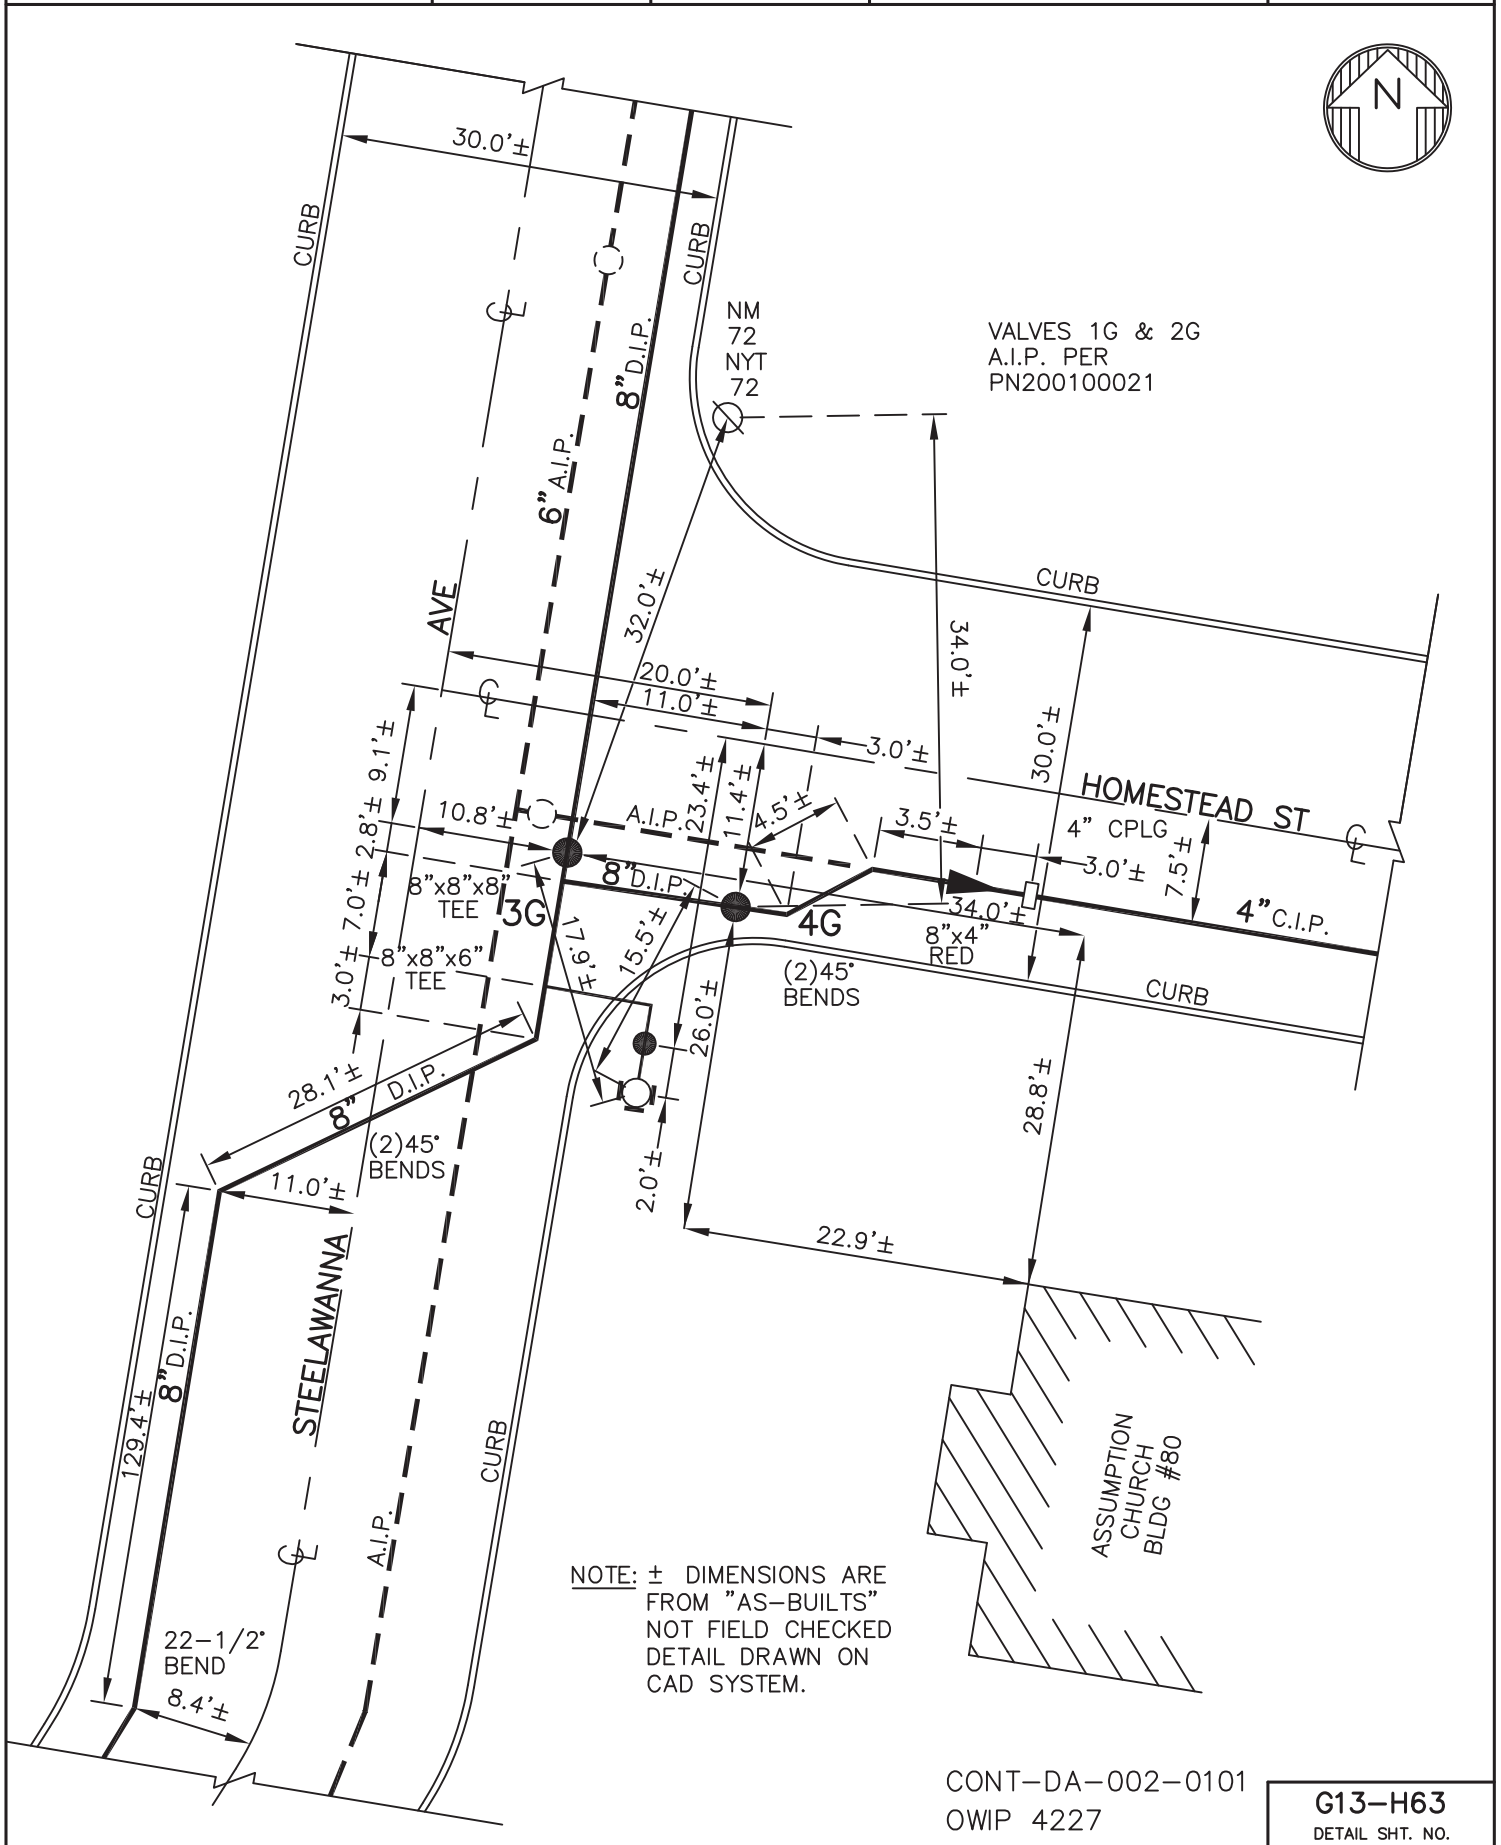 N
30.0'±
CURB
CURB
NM
72
NYT
72
VALVES 1G & 2G
A.I.P. PER
PN200100021
8" D.I.P.
6" A.I.P.
AVE
32.0'±
CURB
34.0'±
20.0'±
11.0'±
3.0'±
30.0'±
9.1'±
2.8'±
7.0'±
3.0'±
10.8'±
A.I.P.
23.4'±
11.4'±
4.5'±
3.5'±
HOMESTEAD ST
4" CPLG
3.0'±
7.5'±
8"x8"x8"
TEE
3G
8" D.I.P.
4G
34.0'±
8"x4"
RED
4" C.I.P.
8"x8"x6"
TEE
17.9'±
15.5'±
(2)45°
BENDS
CURB
26.0'±
28.1'±
8" D.I.P.
(2)45°
BENDS
28.8'±
2.0'±
CURB
11.0'±
22.9'±
STEELAWANNA
8" D.I.P.
129.4'±
CURB
A.I.P.
ASSUMPTION
CHURCH
BLDG #80
NOTE: ± DIMENSIONS ARE
FROM "AS-BUILTS"
NOT FIELD CHECKED
DETAIL DRAWN ON
CAD SYSTEM.
22-1/2°
BEND
8.4'±
CONT-DA-002-0101
OWIP 4227
G13-H63
DETAIL SHT. NO.